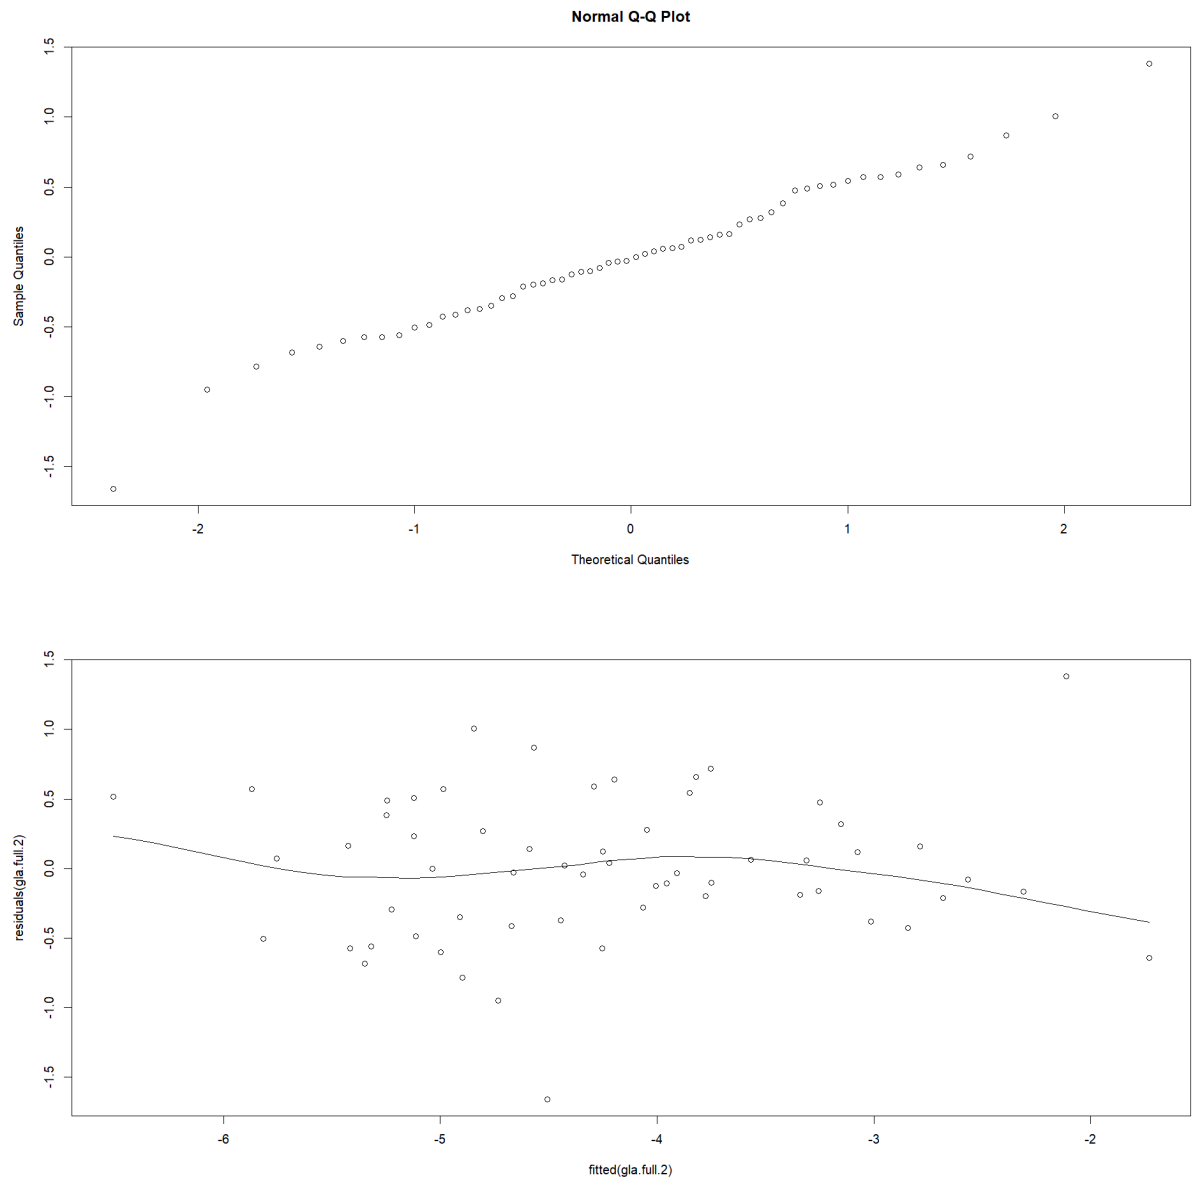 Normal Q-Q Plot
1.5
1.0
0.5
0.0
-0.5
-1.0
-1.5
Sample Quantiles
-2 -1 0 1 2
Theoretical Quantiles
1.5
1.0
0.5
0.0
-0.5
-1.0
-1.5
residuals(gla.full.2)
-6 -5 -4 -3 -2
fitted(gla.full.2)